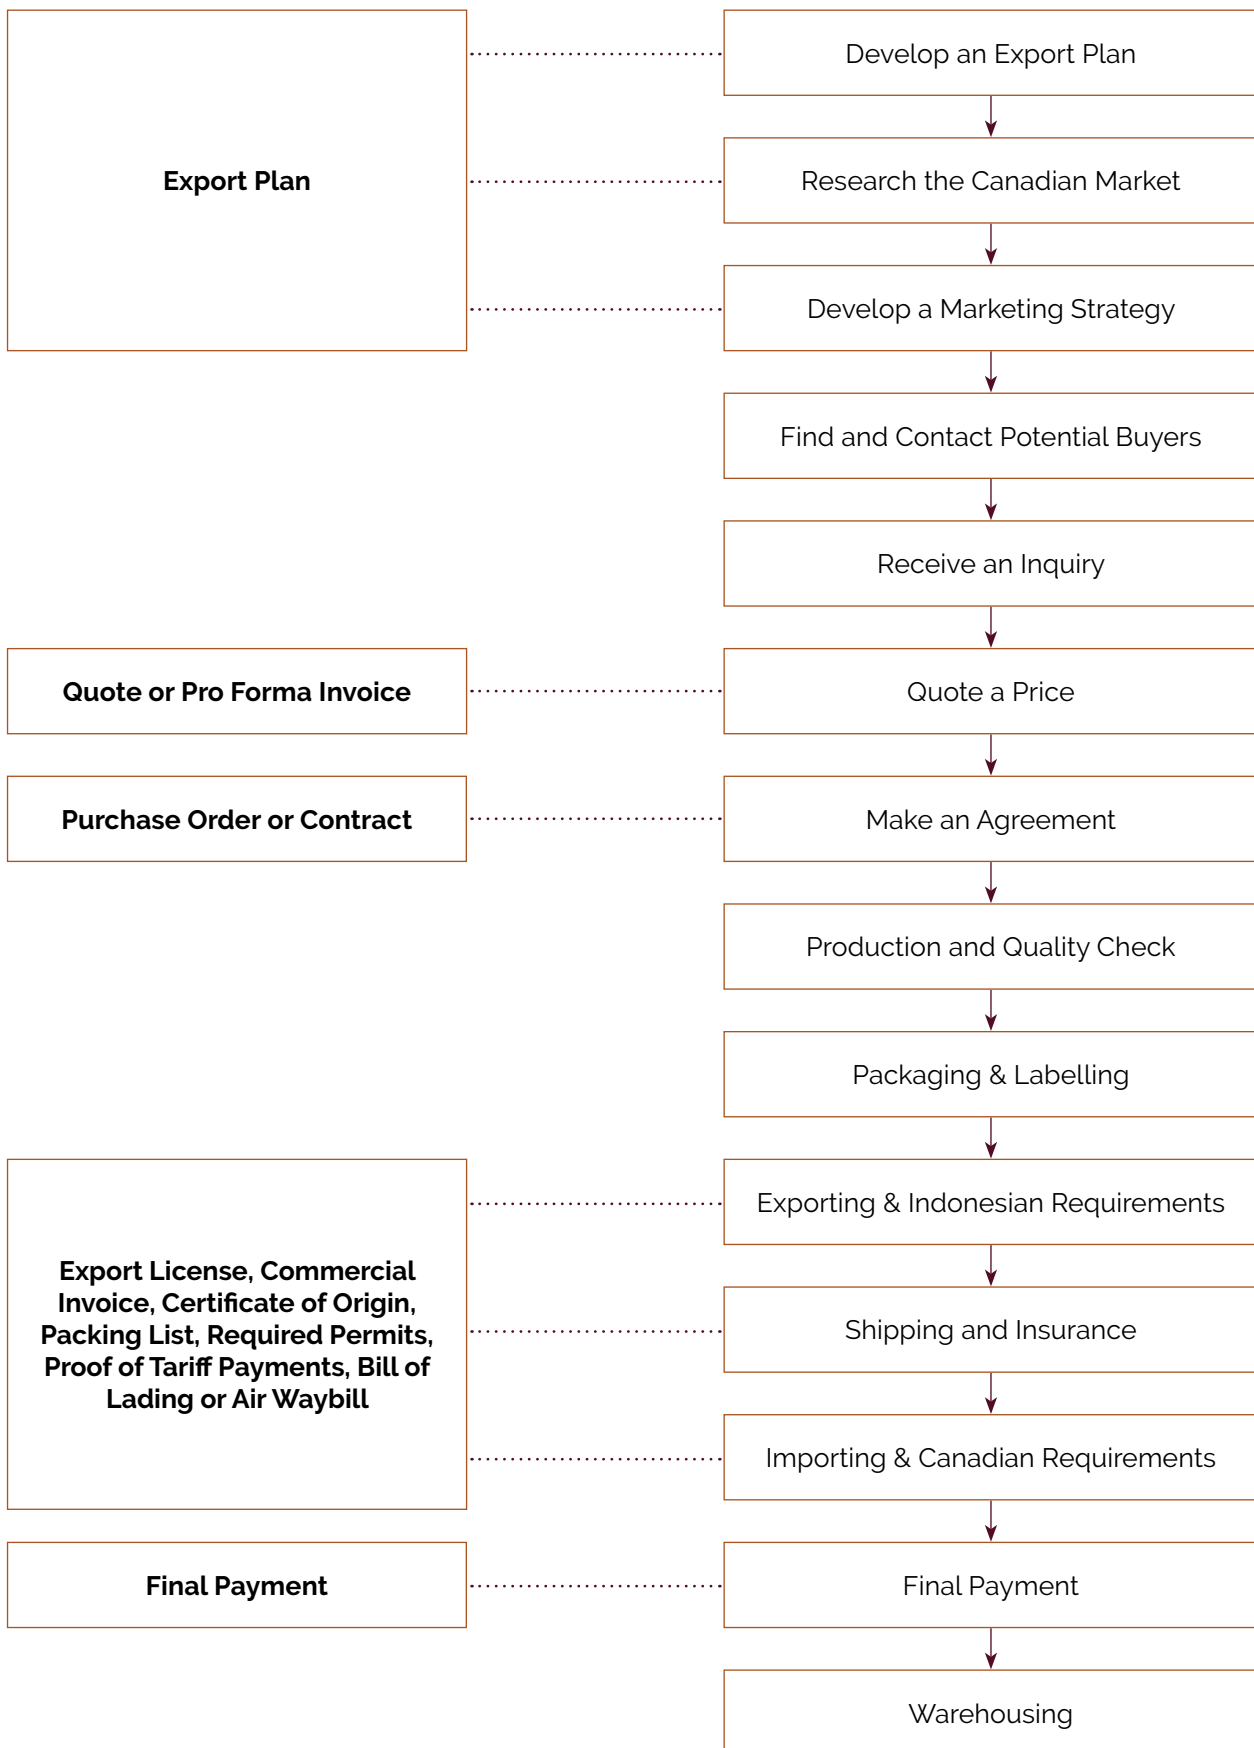 Develop an Export Plan
Export Plan
Research the Canadian Market
Develop a Marketing Strategy
Find and Contact Potential Buyers
Receive an Inquiry
Quote or Pro Forma Invoice
Quote a Price
Purchase Order or Contract
Make an Agreement
Production and Quality Check
Packaging & Labelling
Exporting & Indonesian Requirements
Export License, Commercial
Invoice, Certificate of Origin,
Packing List, Required Permits,
Proof of Tariff Payments, Bill of
Lading or Air Waybill
Shipping and Insurance
Importing & Canadian Requirements
Final Payment
Final Payment
Warehousing